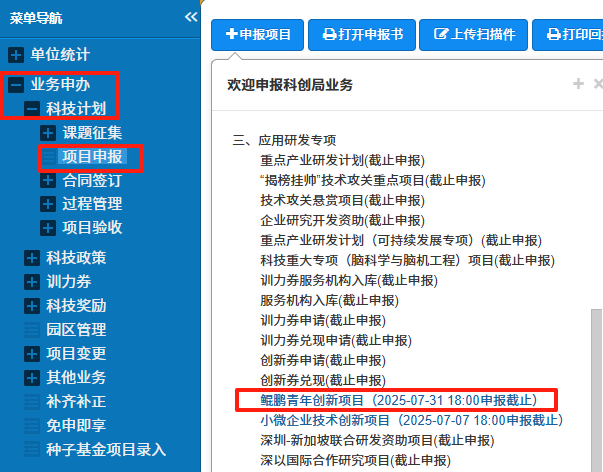 菜单导航
单位统计
业务申办
科技计划
课题征集
项目申报
合同签订
过程管理
项目验收
科技政策
训力券
科技奖励
园区管理
项目变更
其他业务
补齐补正
免申即享
种子基金项目录入
申报项目 打开申报书 上传扫描件 打印回
欢迎申报科创局业务
三、应用研发专项
重点产业研发计划(截止申报)
“揭榜挂帅”技术攻关重点项目(截止申报)
技术攻关悬赏项目(截止申报)
企业研究开发资助(截止申报)
重点产业研发计划（可持续发展专项）(截止申报)
科技重大专项（脑科学与脑机工程）项目(截止申报)
训力券服务机构入库(截止申报)
服务机构入库(截止申报)
训力券申请(截止申报)
训力券兑现申请(截止申报)
创新券申请(截止申报)
创新券兑现(截止申报)
鲲鹏青年创新项目（2025-07-31 18:00申报截止）
小微企业技术创新项目（2025-07-07 18:00申报截止）
深圳-新加坡联合研发资助项目(截止申报)
深以国际合作研究项目(截止申报)